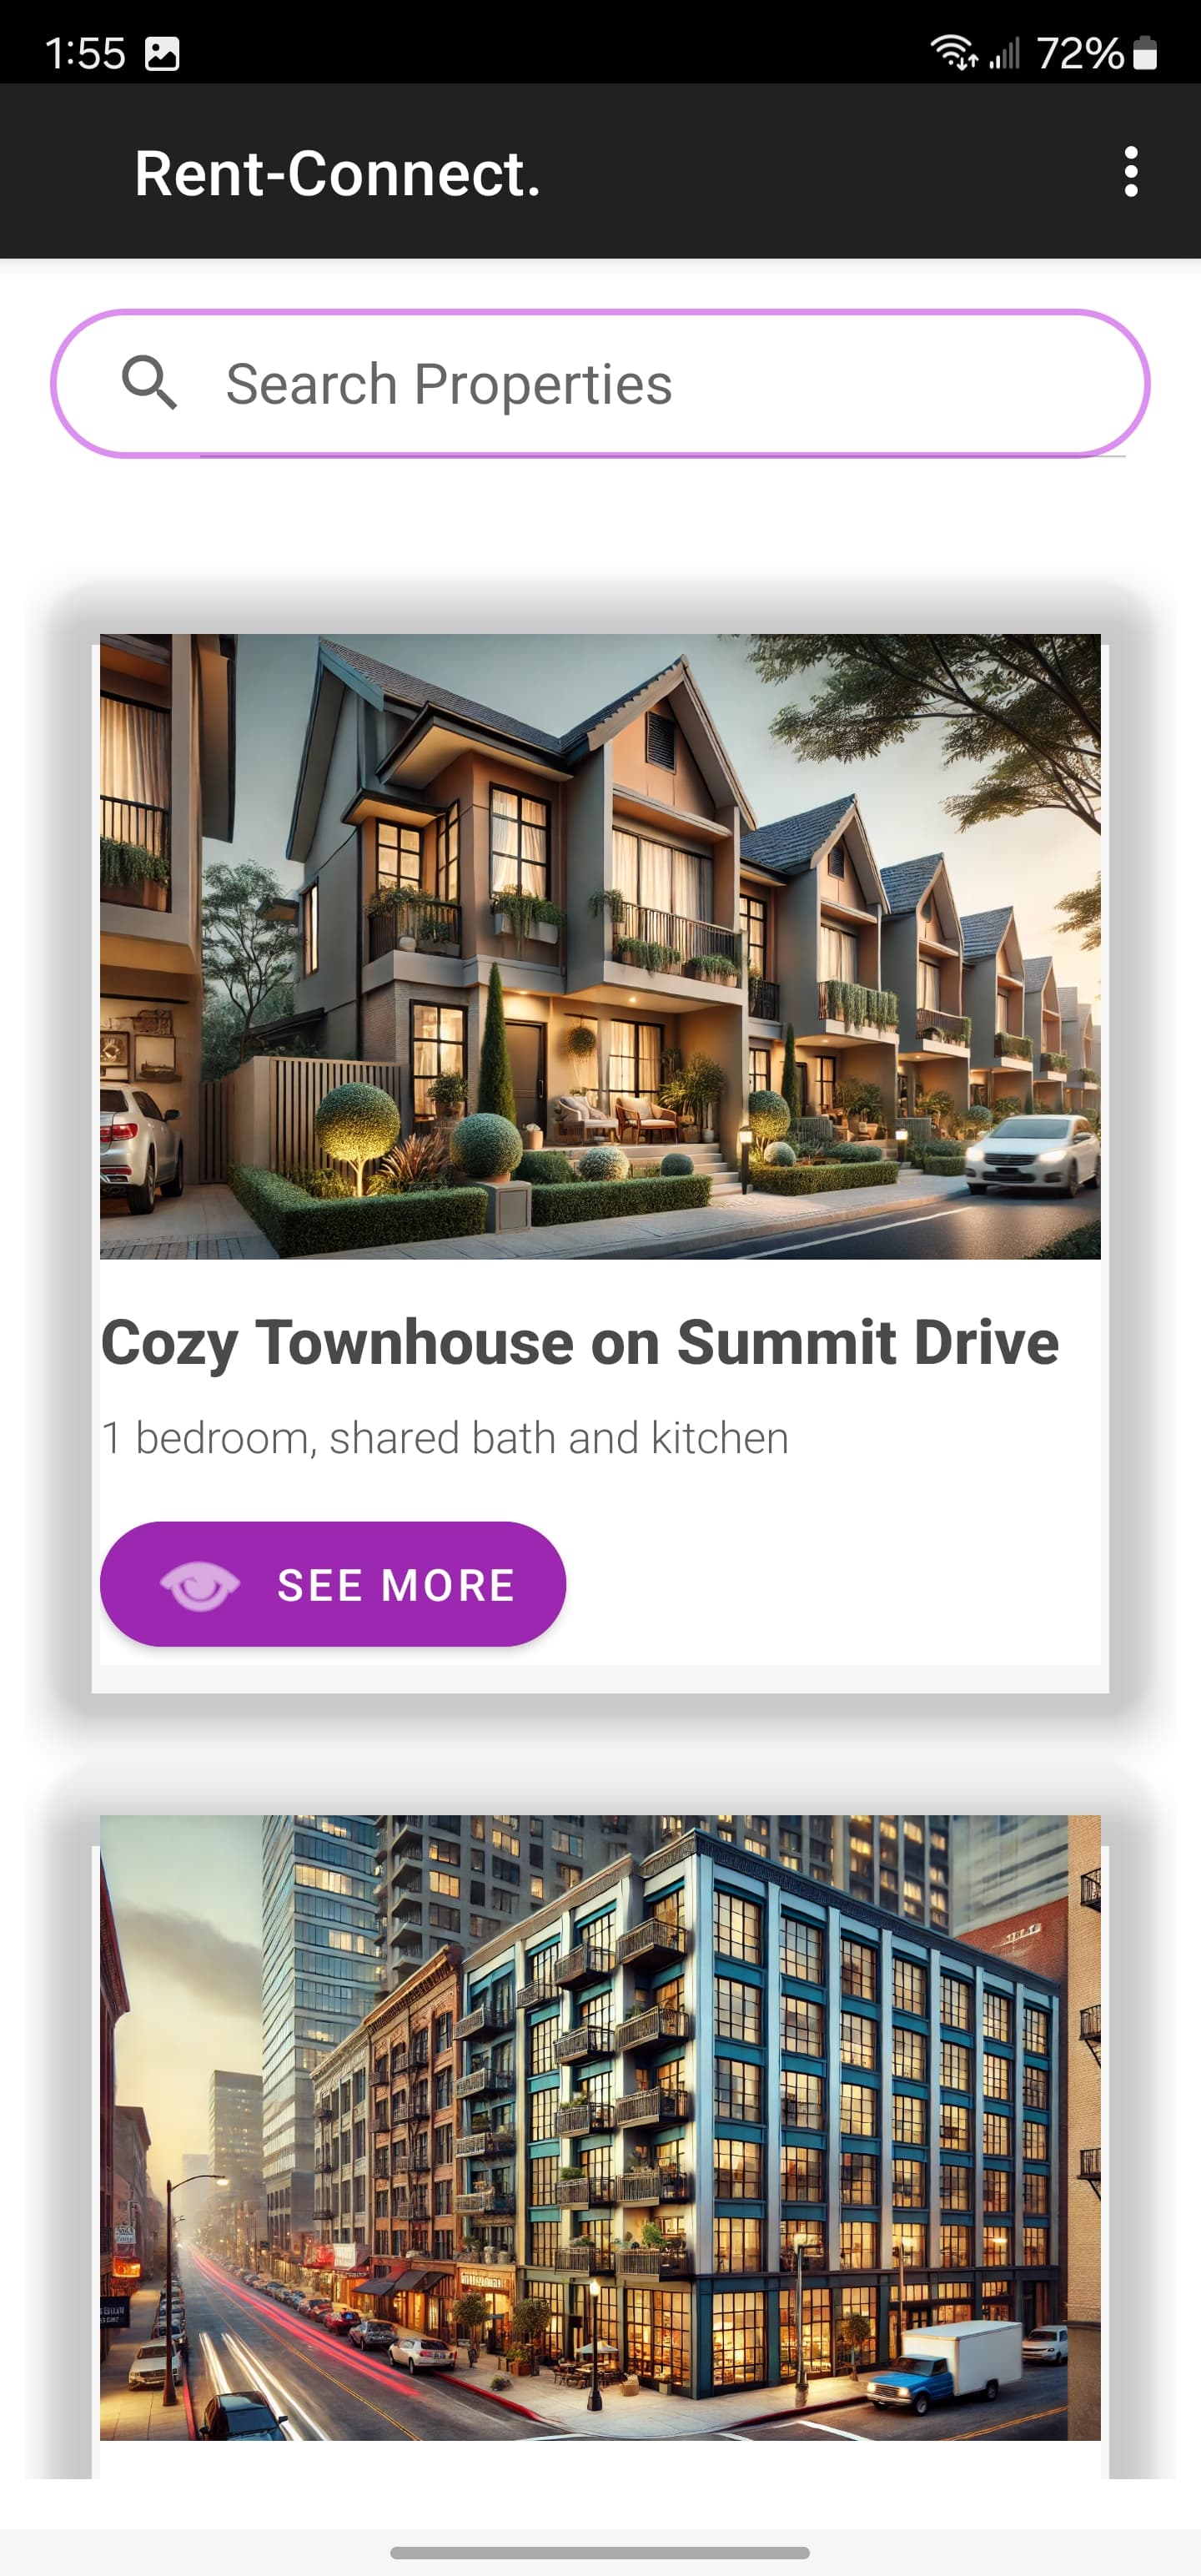 1:55 72%
Rent-Connect.
Search Properties
Cozy Townhouse on Summit Drive
1 bedroom, shared bath and kitchen
SEE MORE